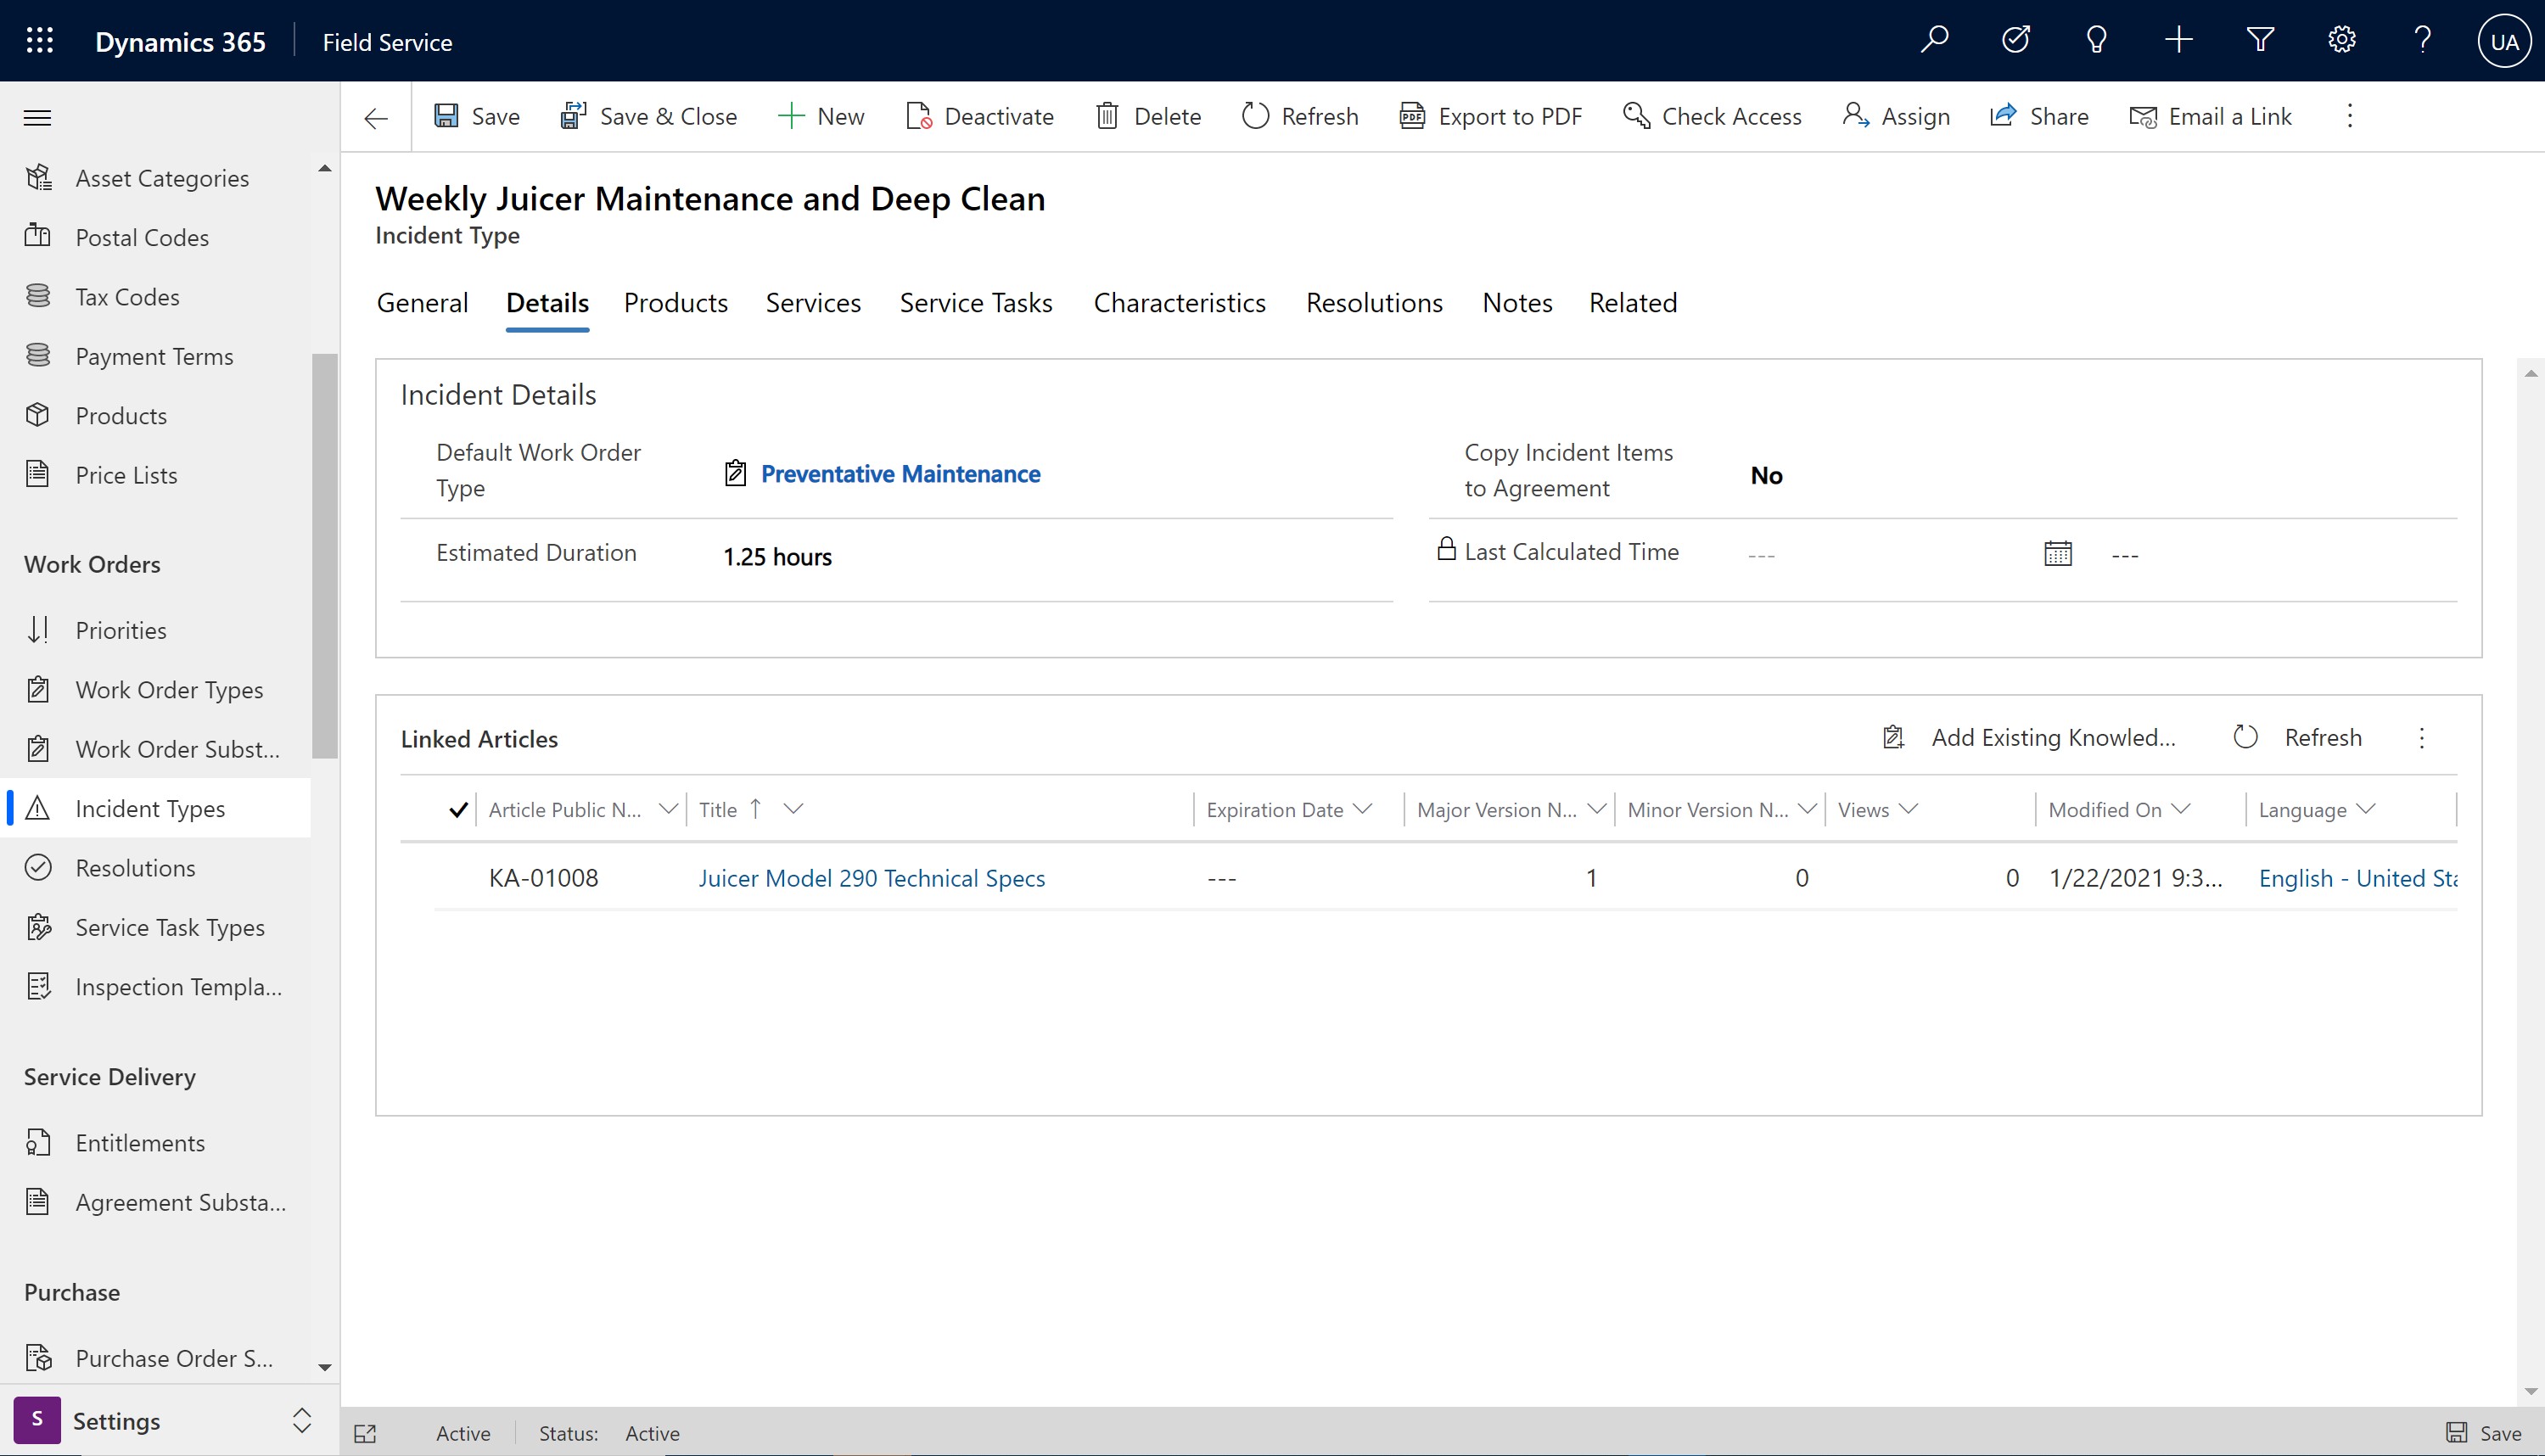 Dynamics 365 Field Service
UA
Save Save & Close New Deactivate Delete Refresh Export to PDF Check Access Assign Share Email a Link
Asset Categories
Postal Codes
Tax Codes
Payment Terms
Products
Price Lists
Work Orders
Priorities
Work Order Types
Work Order Subst...
Incident Types
Resolutions
Service Task Types
Inspection Templa...
Service Delivery
Entitlements
Agreement Substa...
Purchase
Purchase Order S...
S Settings
Weekly Juicer Maintenance and Deep Clean
Incident Type
General Details Products Services Service Tasks Characteristics Resolutions Notes Related
Incident Details
Default Work Order
Type
Preventative Maintenance
Copy Incident Items
to Agreement
No
Estimated Duration
1.25 hours
Last Calculated Time
--- ---
Linked Articles
Add Existing Knowled... Refresh
Article Public N... Title Expiration Date Major Version N... Minor Version N... Views Modified On Language
KA-01008 Juicer Model 290 Technical Specs --- 1 0 0 1/22/2021 9:3... English - United Sta
Active Status: Active Save